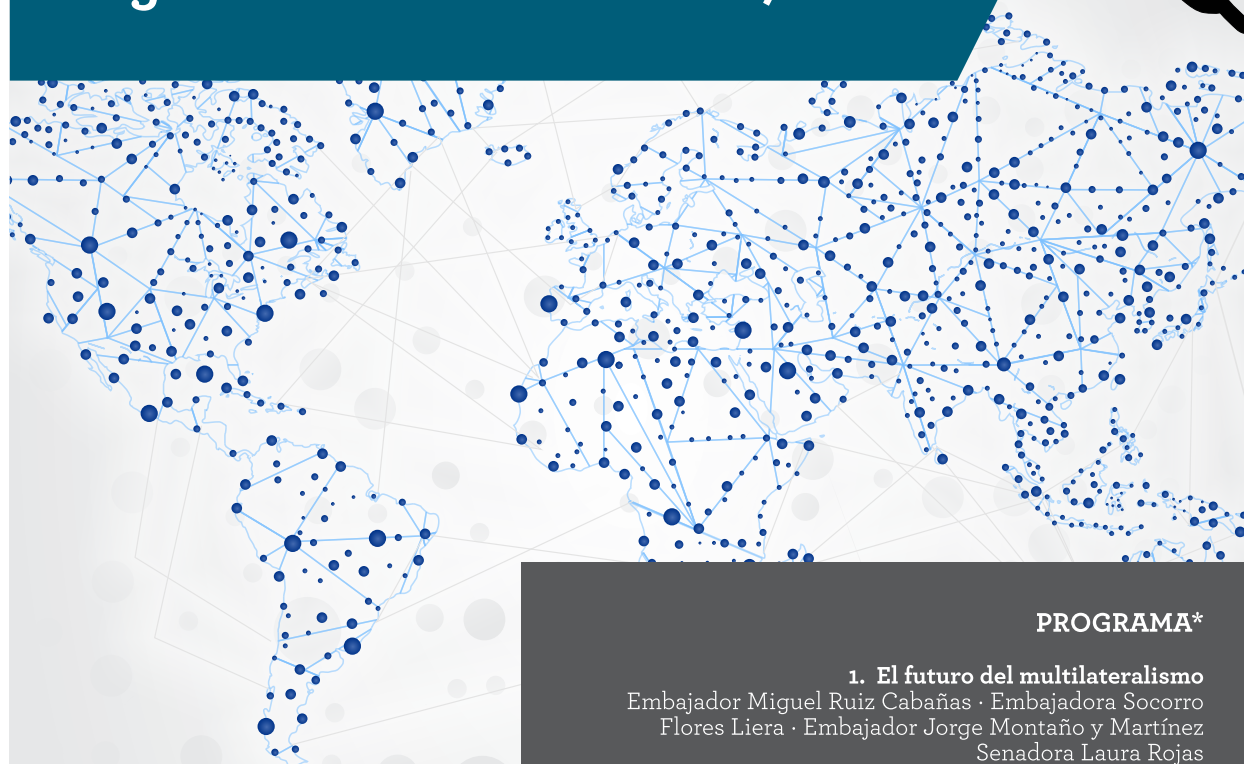 PROGRAMA*
1. El futuro del multilateralismo
Embajador Miguel Ruiz Cabañas · Embajadora Socorro
Flores Liera · Embajador Jorge Montaño y Martínez
Senadora Laura Rojas